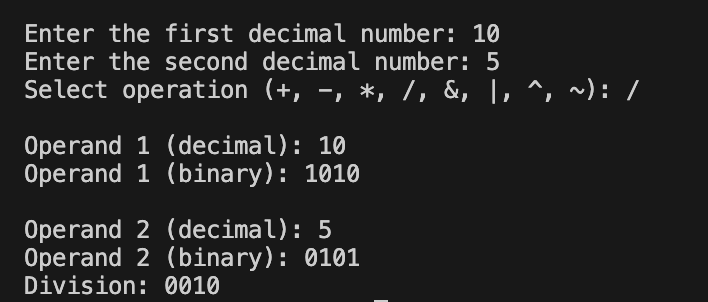 Enter the first decimal number: 10
Enter the second decimal number: 5
Select operation (+, -, *, /, &, |, ^, ~): /
Operand 1 (decimal): 10
Operand 1 (binary): 1010
Operand 2 (decimal): 5
Operand 2 (binary): 0101
Division: 0010